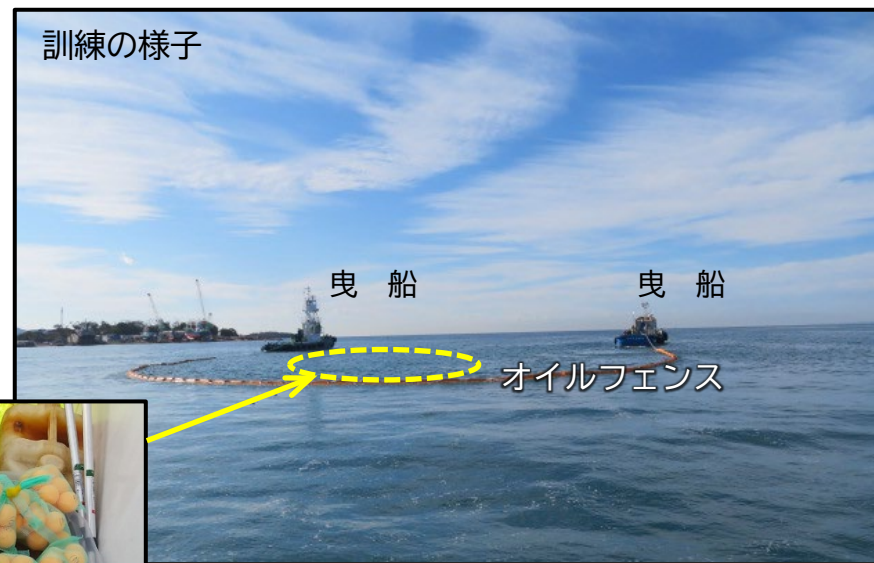 訓練の様子
曳　船
曳　船
オイルフェンス